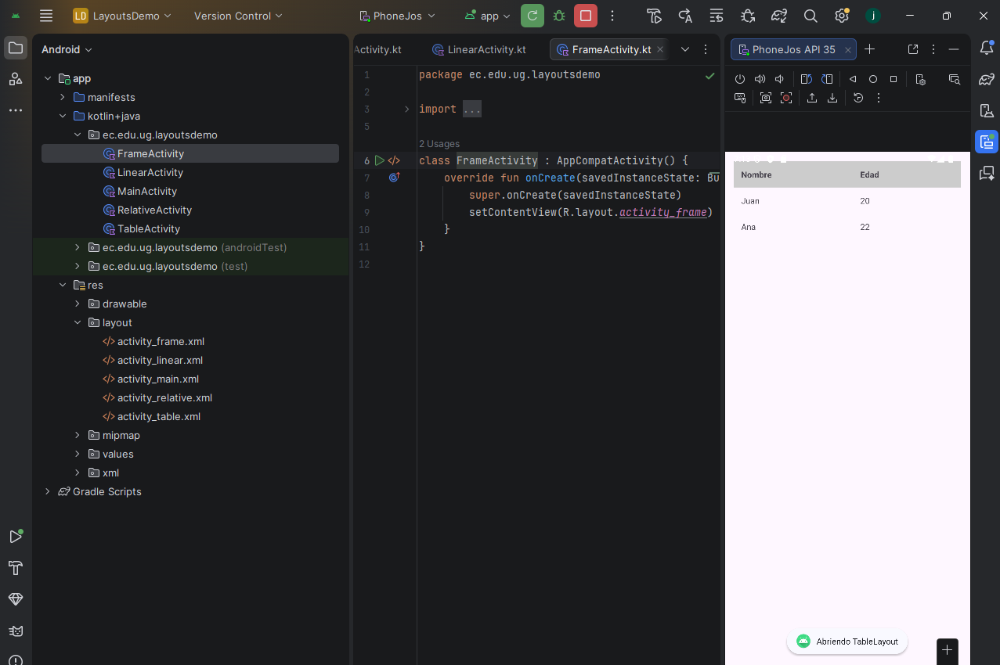 LD LayoutsDemo Version Control PhoneJos app j
Android
app
manifests
kotlin+java
ec.edu.ug.layoutsdemo
FrameActivity
LinearActivity
MainActivity
RelativeActivity
TableActivity
ec.edu.ug.layoutsdemo (androidTest)
ec.edu.ug.layoutsdemo (test)
res
drawable
layout
activity_frame.xml
activity_linear.xml
activity_main.xml
activity_relative.xml
activity_table.xml
mipmap
values
xml
Gradle Scripts
Activity.kt LinearActivity.kt FrameActivity.kt
1 package ec.edu.ug.layoutsdemo
2
3 import ...
5
2 Usages
6 class FrameActivity : AppCompatActivity() {
7 override fun onCreate(savedInstanceState: Bu
8 super.onCreate(savedInstanceState)
9 setContentView(R.layout.activity_frame)
10 }
11 }
12
PhoneJos API 35
Nombre Edad
Juan 20
Ana 22
Abriendo TableLayout